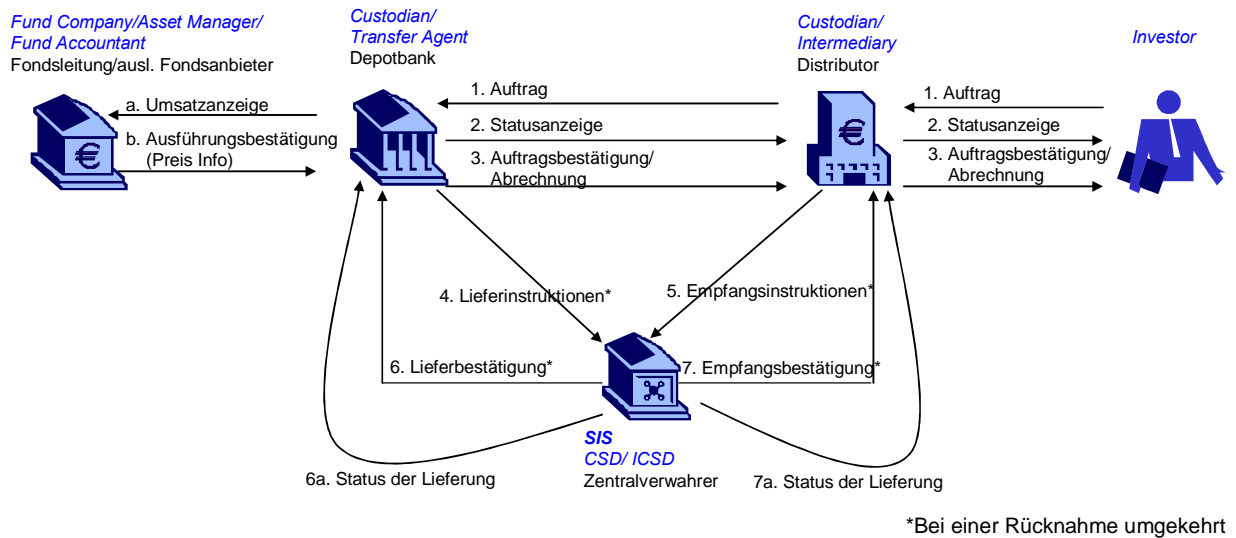 Fund Company/Asset Manager/
Fund Accountant
Fondsleitung/ausl. Fondsanbieter
Custodian/
Transfer Agent
Depotbank
Custodian/
Intermediary
Distributor
Investor
a. Umsatzanzeige
b. Ausführungsbestätigung
(Preis Info)
1. Auftrag
2. Statusanzeige
3. Auftragsbestätigung/
Abrechnung
1. Auftrag
2. Statusanzeige
3. Auftragsbestätigung/
Abrechnung
€
€
4. Lieferinstruktionen*
5. Empfangsinstruktionen*
6. Lieferbestätigung*
7. Empfangsbestätigung*
SIS
CSD/ ICSD
Zentralverwahrer
6a. Status der Lieferung
7a. Status der Lieferung
*Bei einer Rücknahme umgekehrt